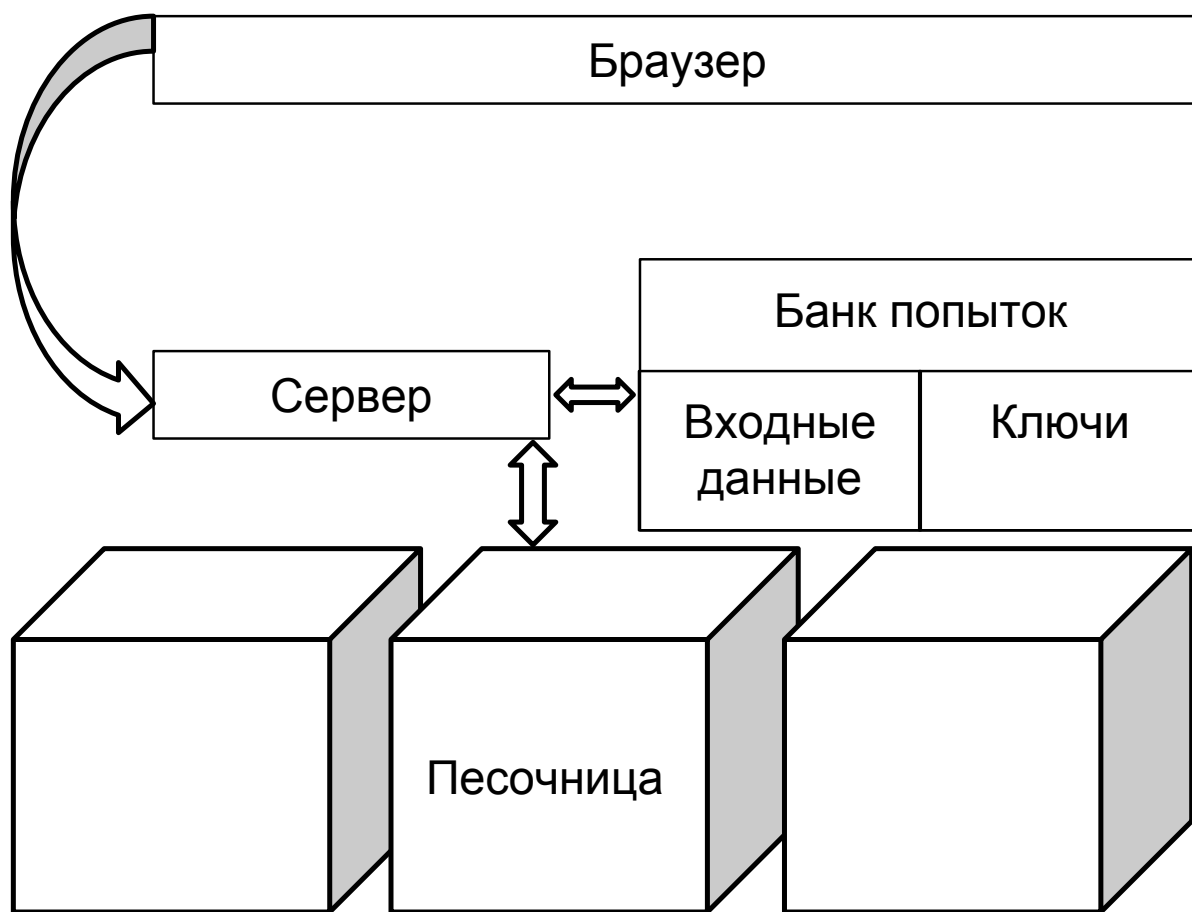 Браузер
Банк попыток
Сервер
Входные
данные
Ключи
Песочница